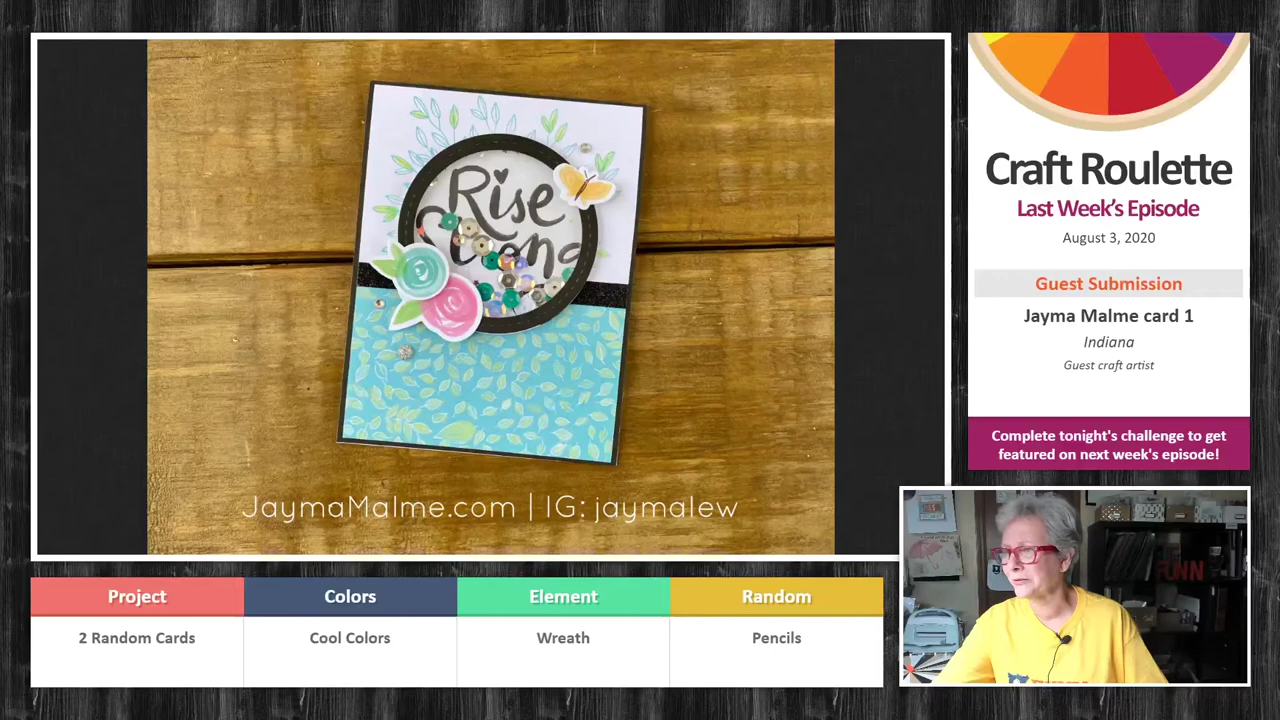 Rise
JaymaMalme.com | IG: jaymalew
Craft Roulette
Last Week's Episode
August 3, 2020
Guest Submission
Jayma Malme card 1
Indiana
Guest craft artist
Complete tonight's challenge to get
featured on next week's episode!
Project
Colors
Element
Random
2 Random Cards
Cool Colors
Wreath
Pencils